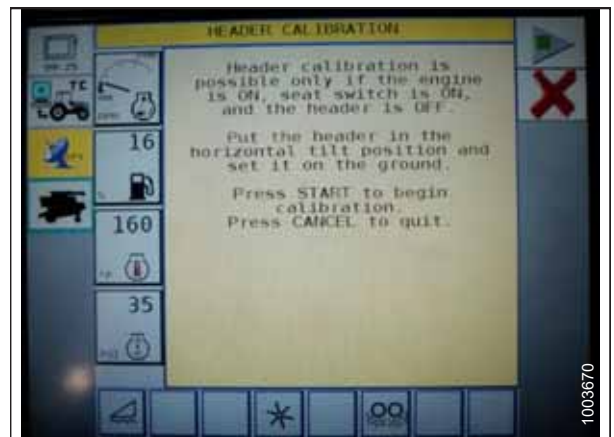 HEADER CALIBRATION
Header calibration is
possible only if the engine
is ON, seat switch is ON,
and the header is OFF.
Put the header in the
horizontal tilt position and
set it on the ground.
Press START to begin
calibration.
Press CANCEL to quit.
TC
16
160
35
1003670